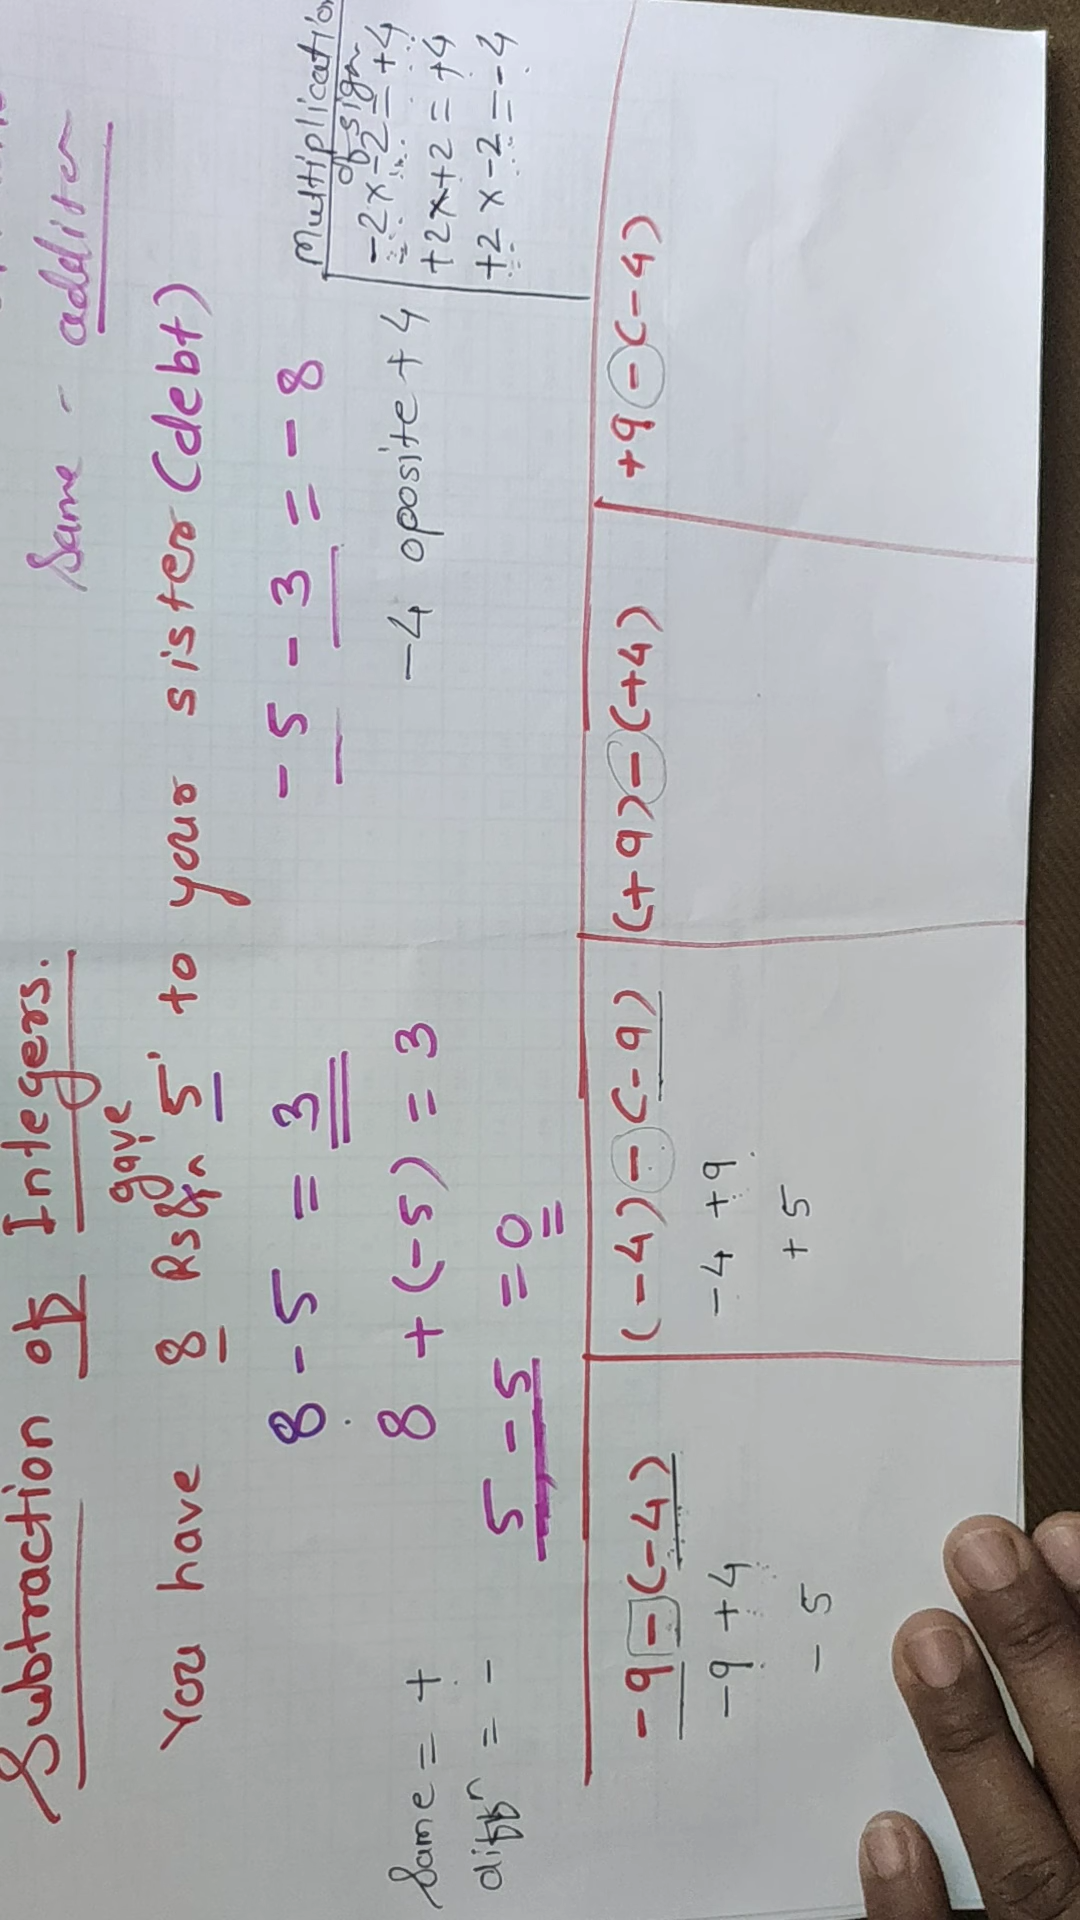 Subtraction of Integers.
Same - additen
gave
You have 8 Rs 5 to your sister (debt)
8 - 5 = 3
- 5 - 3 = - 8
8 + (-5) = 3
-4 oposite + 4
5 - 5 = 0
Same = +
diffn = -
Multiplication
of sign
-2 x -2 = +4
+2 x +2 = +4
+2 x -2 = -4
-9 - (-4)
-9 +4
- 5
(-4) - (-9)
-4 +9
+ 5
(+9) - (+4)
+9 - (-4)